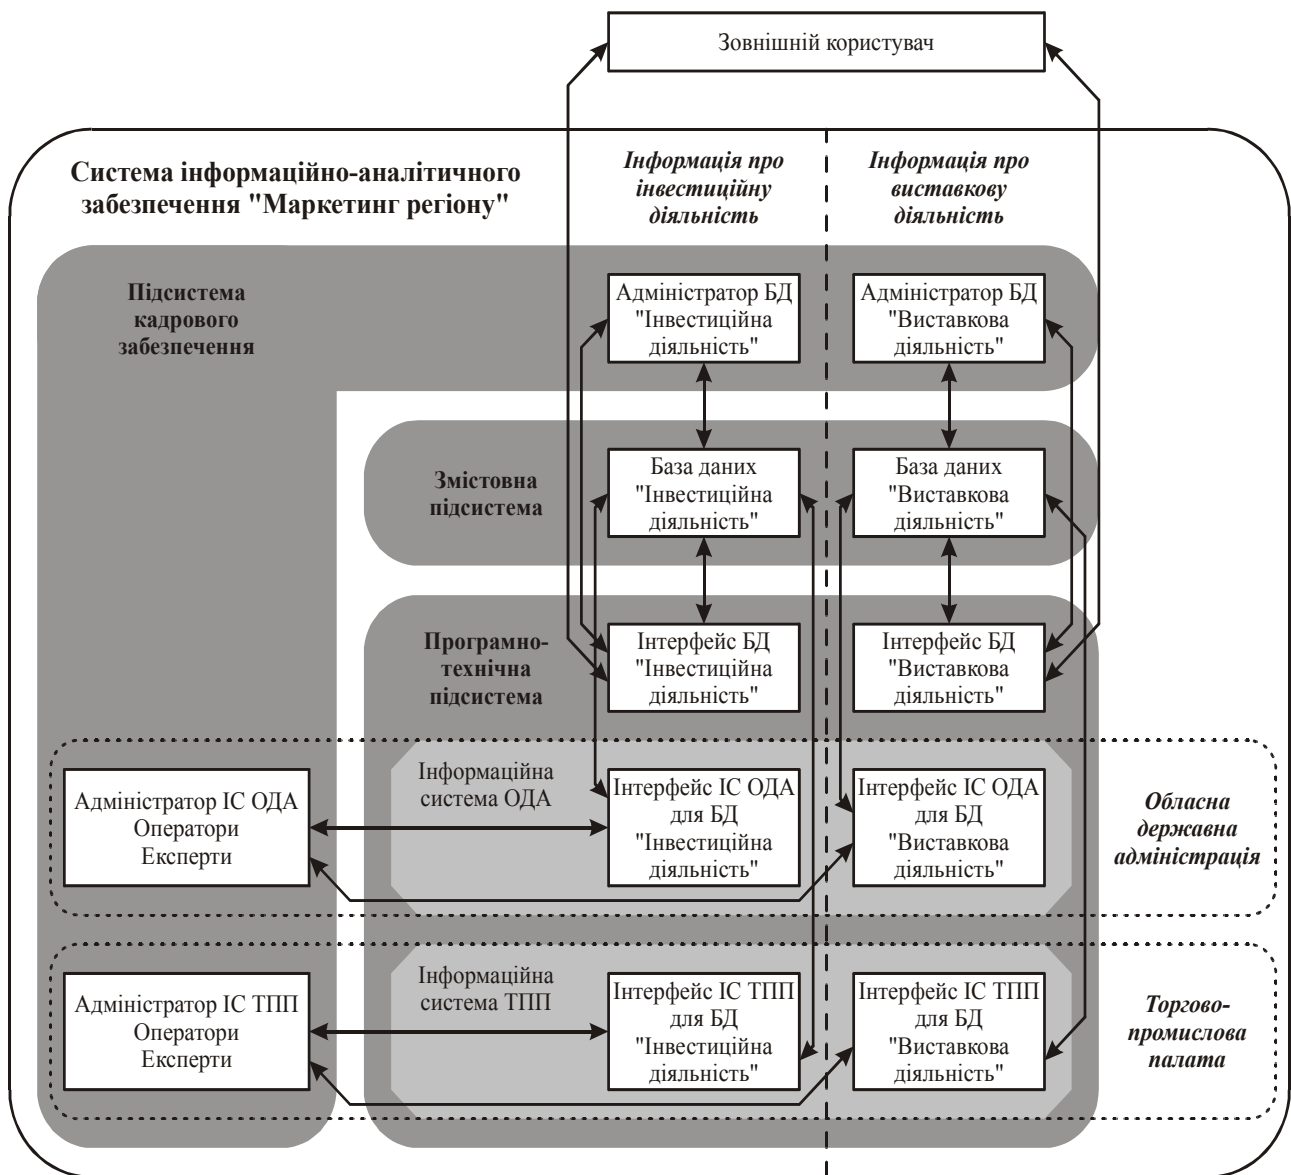 Зовнішній користувач
Система інформаційно-аналітичного
забезпечення "Маркетинг регіону"
Інформація про
інвестиційну
діяльність
Інформація про
виставкову
діяльність
Підсистема
кадрового
забезпечення
Адміністратор БД
"Інвестиційна
діяльність"
Адміністратор БД
"Виставкова
діяльність"
Змістовна
підсистема
База даних
"Інвестиційна
діяльність"
База даних
"Виставкова
діяльність"
Програмно-
технічна
підсистема
Інтерфейс БД
"Інвестиційна
діяльність"
Інтерфейс БД
"Виставкова
діяльність"
Адміністратор ІС ОДА
Оператори
Експерти
Інформаційна
система ОДА
Інтерфейс ІС ОДА
для БД
"Інвестиційна
діяльність"
Інтерфейс ІС ОДА
для БД
"Виставкова
діяльність"
Обласна
державна
адміністрація
Адміністратор ІС ТПП
Оператори
Експерти
Інформаційна
система ТПП
Інтерфейс ІС ТПП
для БД
"Інвестиційна
діяльність"
Інтерфейс ІС ТПП
для БД
"Виставкова
діяльність"
Торгово-
промислова
палата